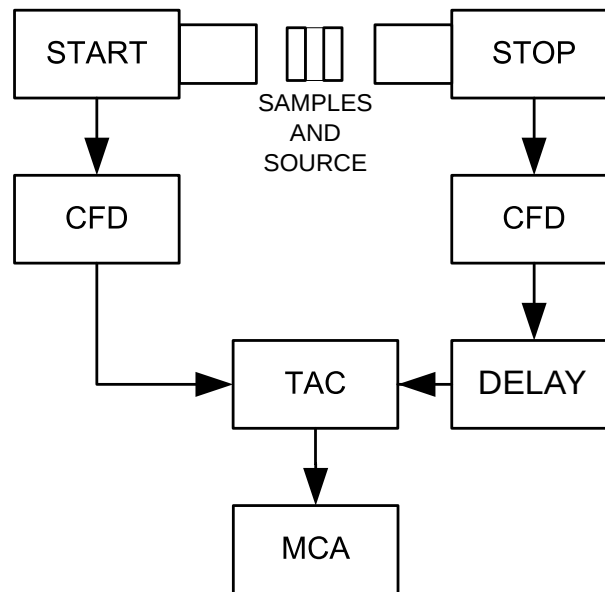 START
STOP
SAMPLES
AND
SOURCE
CFD
CFD
TAC
DELAY
MCA